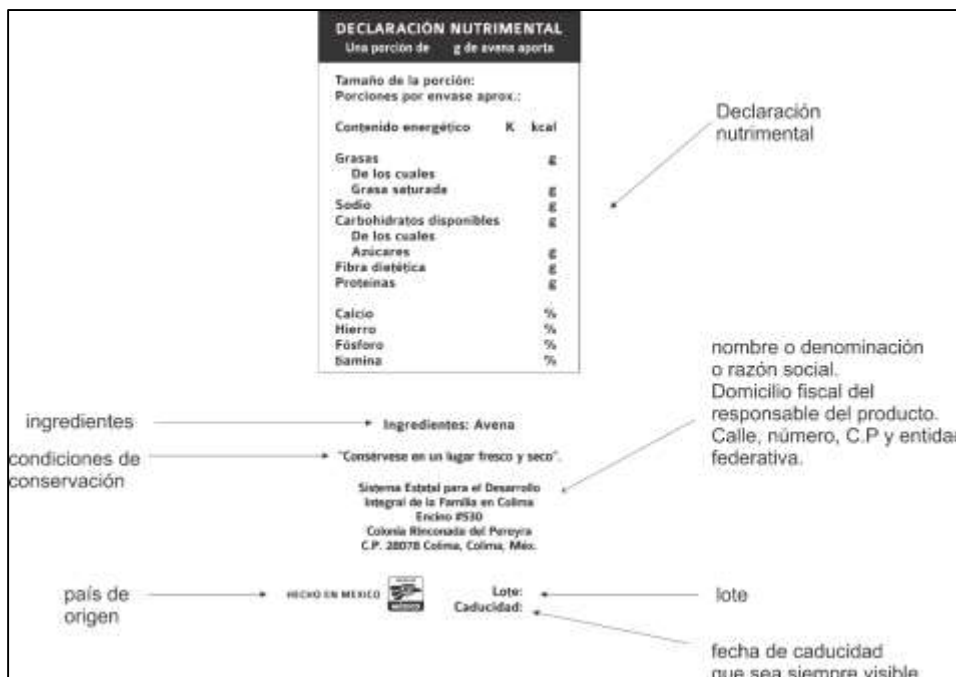 DECLARACIÓN NUTRIMENTAL
Una porción de g de avena aporta
Tamaño de la porción:
Porciones por envase aprox.:
Contenido energético K kcal
Grasas g
De los cuales
Grasa saturada g
Sodio g
Carbohidratos disponibles g
De los cuales
Azúcares g
Fibra dietética g
Proteínas g
Calcio %
Hierro %
Fósforo %
tiamina %
Declaración
nutrimental
nombre o denominación
o razón social.
Domicilio fiscal del
responsable del producto.
Calle, número, C.P y entidad
federativa.
ingredientes
Ingredientes: Avena
condiciones de
conservación
"Consérvese en un lugar fresco y seco".
Sistema Estatal para el Desarrollo
Integral de la Familia en Colima
Encino #530
Colonia Rinconada del Pereyra
C.P. 28078 Colima, Colima, Méx.
país de
origen
HECHO EN MEXICO
Lote:
Caducidad:
lote
fecha de caducidad
que sea siempre visible